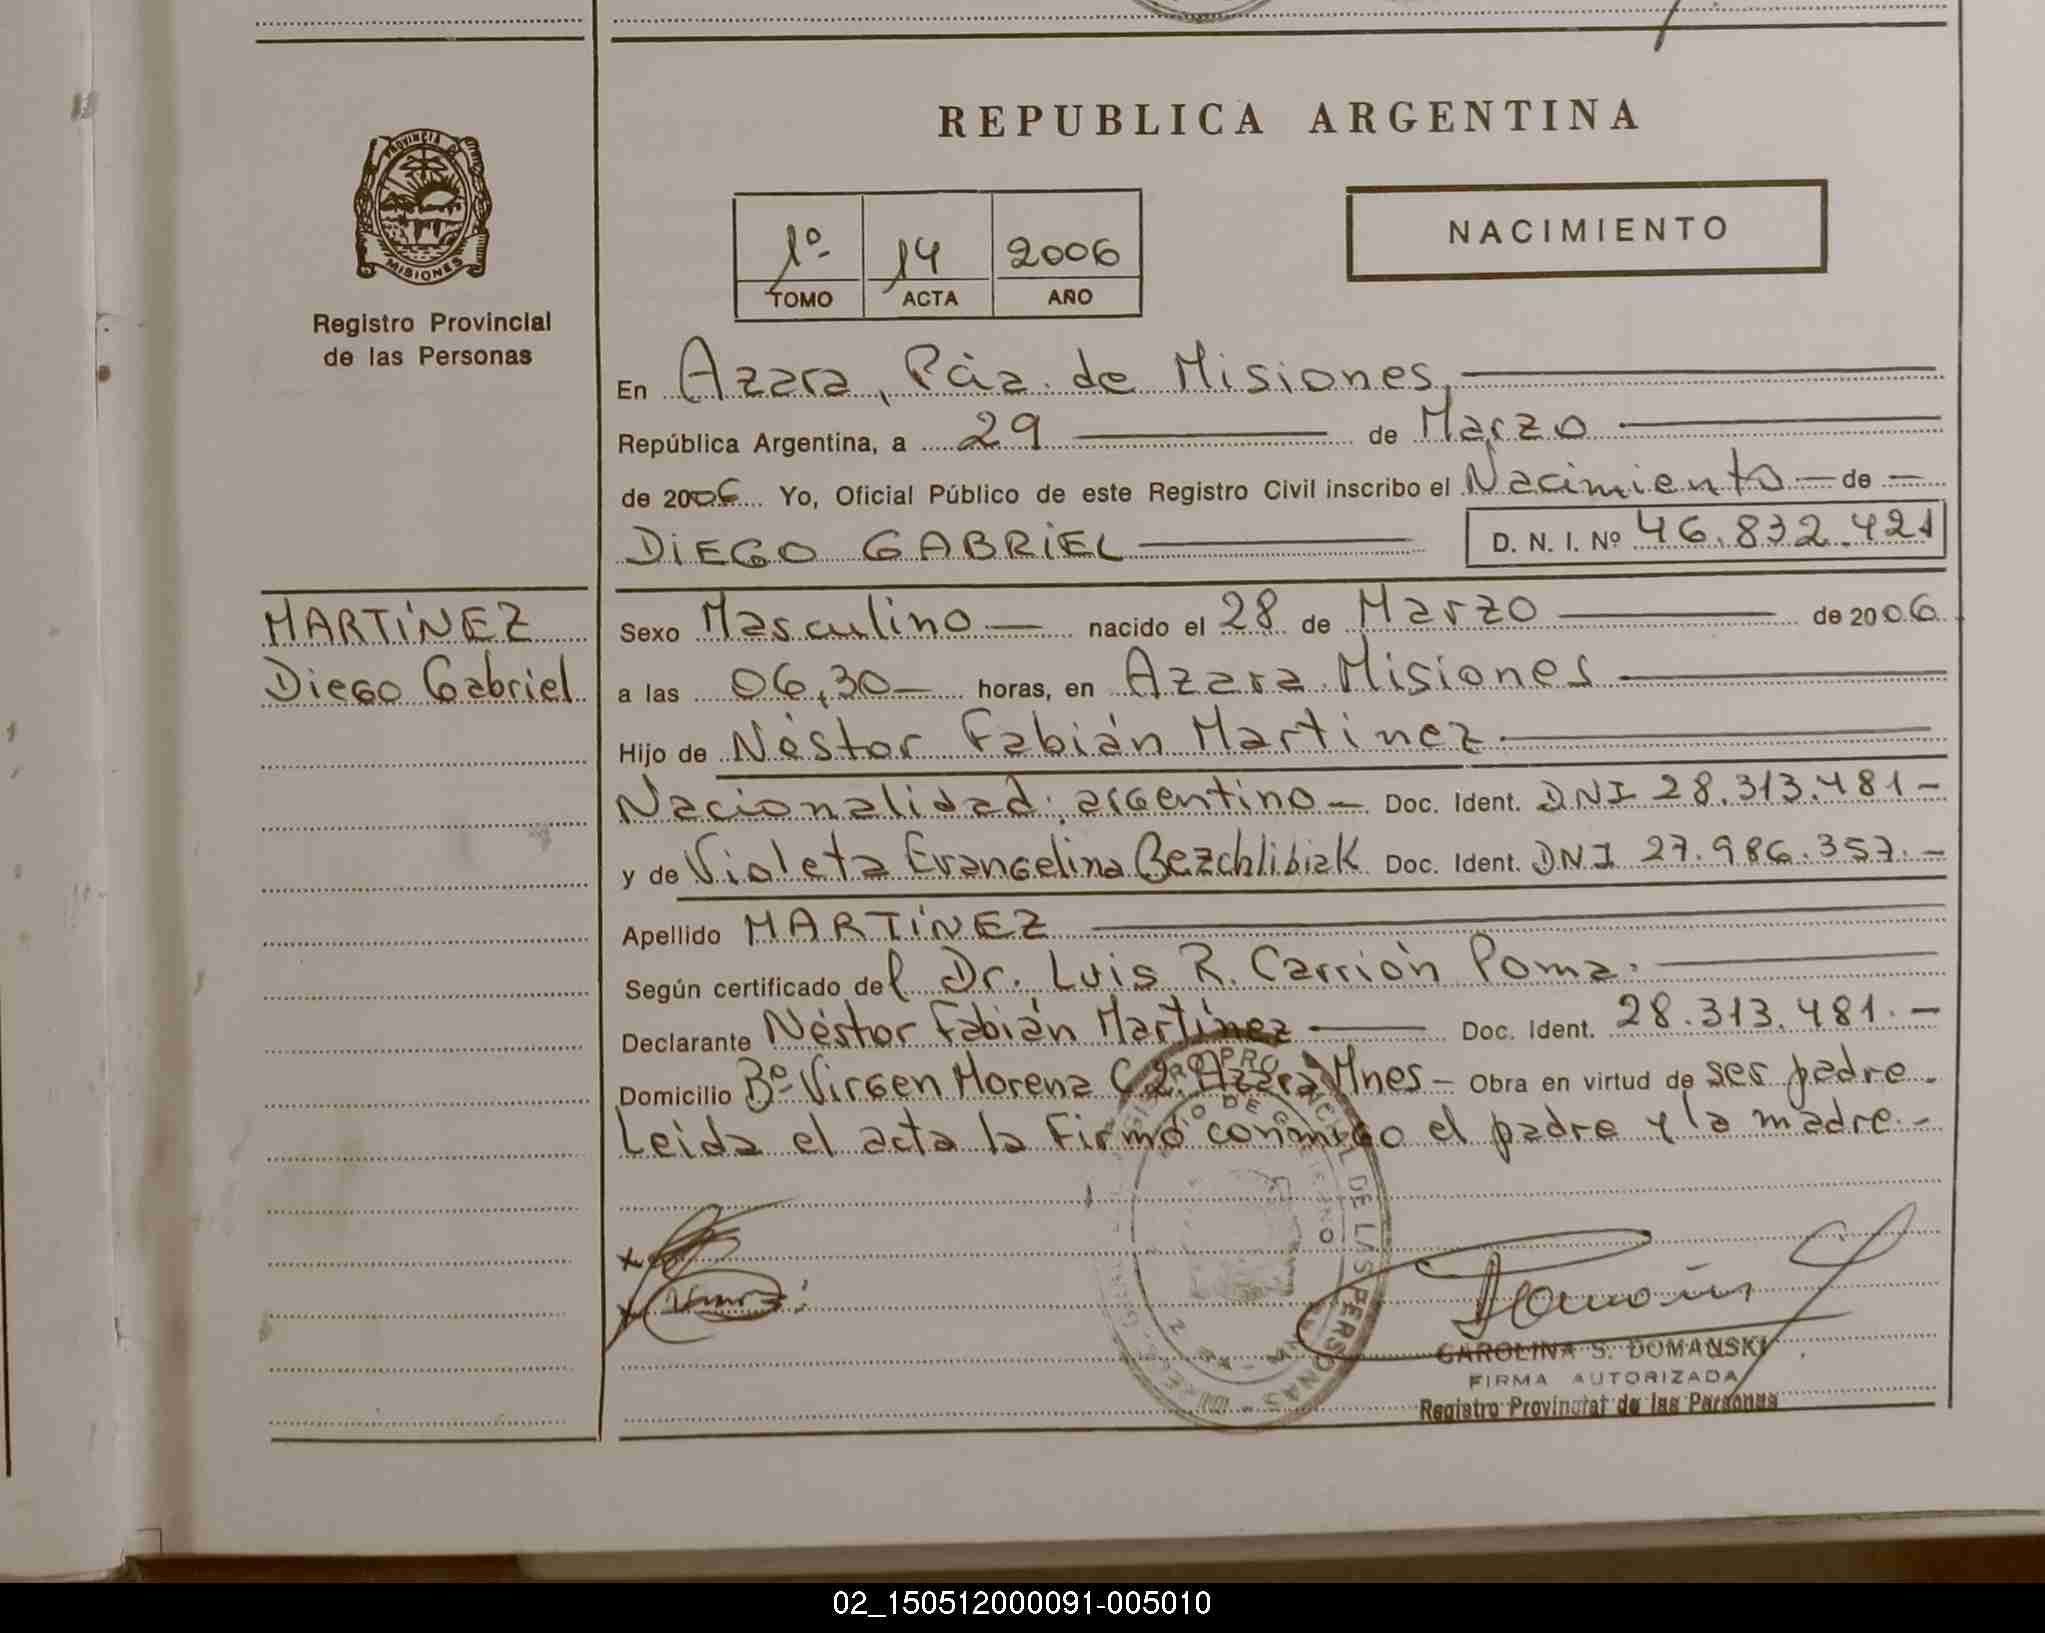 REPUBLICA ARGENTINA
NACIMIENTO
1º 14 2006
TOMO ACTA AÑO
PROVINCIA DE
MISIONES
Registro Provincial
de las Personas
En Azara, Pcia. de Misiones,
República Argentina, a 29 de Marzo
de 2006 Yo, Oficial Público de este Registro Civil inscribo el Nacimiento - de -
DiEGO GABRiEL D. N. I. Nº 46.832.421
MARTiNEZ
Diego Gabriel
Sexo Masculino - nacido el 28 de Marzo de 2006
a las 06,30 - horas, en Azara Misiones
Hijo de Néstor Fabián Martinez
Nacionalidad: argentino - Doc. Ident. DNI 28.313.481 -
y de Violeta Evangelina Bezchlibiak Doc. Ident. DNI 27.986.357. -
Apellido MARTiNEZ
Según certificado del Dr. Luis R. Carrión Poma.
Declarante Néstor Fabián Martinez Doc. Ident. 28.313.481. -
Domicilio Bº Virgen Morena C 2 Azara Mnes - Obra en virtud de ser padre -
Leida el acta la Firmó conmigo el padre y la madre. -
CAROLINA S. DOMANSKI
FIRMA AUTORIZADA
Registro Provincial de las Personas
02_150512000091-005010